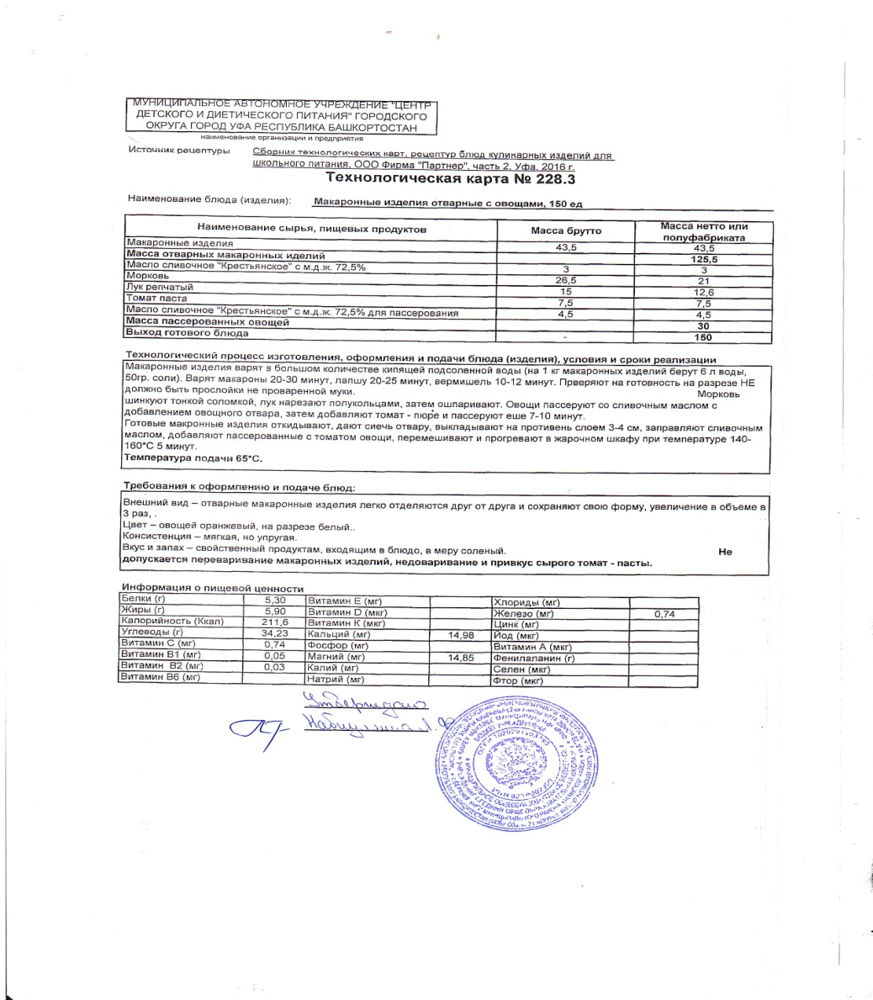 МУНИЦИПАЛЬНОЕ АВТОНОМНОЕ УЧРЕЖДЕНИЕ "ЦЕНТР
ДЕТСКОГО И ДИЕТИЧЕСКОГО ПИТАНИЯ" ГОРОДСКОГО
ОКРУГА ГОРОД УФА РЕСПУБЛИКА БАШКОРТОСТАН
наименование организации и предприятия
Источник рецептуры Сборник технологических карт, рецептур блюд кулинарных изделий для
школьного питания, ООО Фирма "Партнер", часть 2, Уфа, 2016 г.
Технологическая карта № 228.3
Наименование блюда (изделия): Макаронные изделия отварные с овощами, 150 ед
Наименование сырья, пищевых продуктов Масса брутто Масса нетто или полуфабриката
Макаронные изделия 43,5 43,5
Масса отварных макаронных иделий 125,5
Масло сливочное "Крестьянское" с м.д.ж. 72,5% 3 3
Морковь 26,5 21
Лук репчатый 15 12,6
Томат паста 7,5 7,5
Масло сливочное "Крестьянское" с м.д.ж. 72,5% для пассерования 4,5 4,5
Масса пассерованных овощей 30
Выход готового блюда - 150
Технологический процесс изготовления, оформления и подачи блюда (изделия), условия и сроки реализации
Макаронные изделия варят в большом количестве кипящей подсоленной воды (на 1 кг макаронных изделий берут 6 л воды,
50гр. соли). Варят макароны 20-30 минут, лапшу 20-25 минут, вермишель 10-12 минут. Прверяют на готовность на разрезе НЕ
должно быть прослойки не проваренной муки. Морковь
шинкуют тонкой соломкой, лук нарезают полукольцами, затем ошпаривают. Овощи пассеруют со сливочным маслом с
добавлением овощного отвара, затем добавляют томат - пюре и пассеруют еше 7-10 минут.
Готовые макронные изделия откидывают, дают сиечь отвару, выкладывают на противень слоем 3-4 см, заправляют сливочным
маслом, добавляют пассерованные с томатом овощи, перемешивают и прогревают в жарочном шкафу при температуре 140-
160*С 5 минут.
Температура подачи 65*С.
Требования к оформлению и подаче блюд:
Внешний вид – отварные макаронные изделия легко отделяются друг от друга и сохраняют свою форму, увеличение в объеме в
3 раз, .
Цвет – овощей оранжевый, на разрезе белый..
Консистенция – мягкая, но упругая.
Вкус и запах – свойственный продуктам, входящим в блюдо, в меру соленый. Не
допускается переваривание макаронных изделий, недоваривание и привкус сырого томат - пасты.
Информация о пищевой ценности
Белки (г) 5,30 Витамин Е (мг) Хлориды (мг)
Жиры (г) 5,90 Витамин D (мкг) Железо (мг) 0,74
Калорийность (Ккал) 211,6 Витамин К (мкг) Цинк (мг)
Углеводы (г) 34,23 Кальций (мг) 14,98 Йод (мкг)
Витамин С (мг) 0,74 Фосфор (мг) Витамин А (мкг)
Витамин В1 (мг) 0,05 Магний (мг) 14,85 Фенилаланин (г)
Витамин В2 (мг) 0,03 Калий (мг) Селен (мкг)
Витамин В6 (мг) Натрий (мг) Фтор (мкг)
Утверждаю